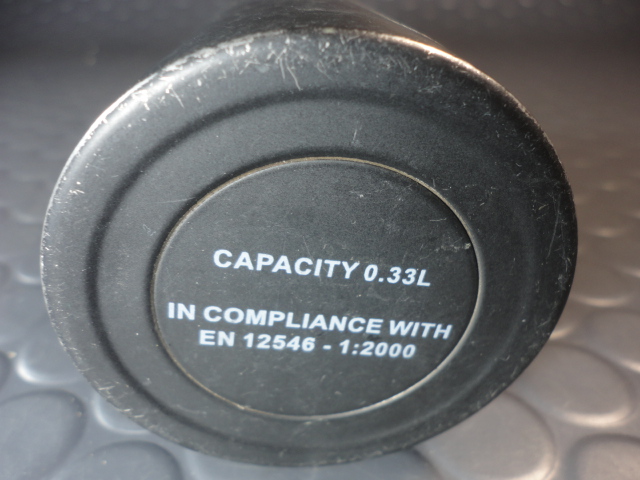 CAPACITY 0.33L
IN COMPLIANCE WITH
EN 12546 - 1:2000